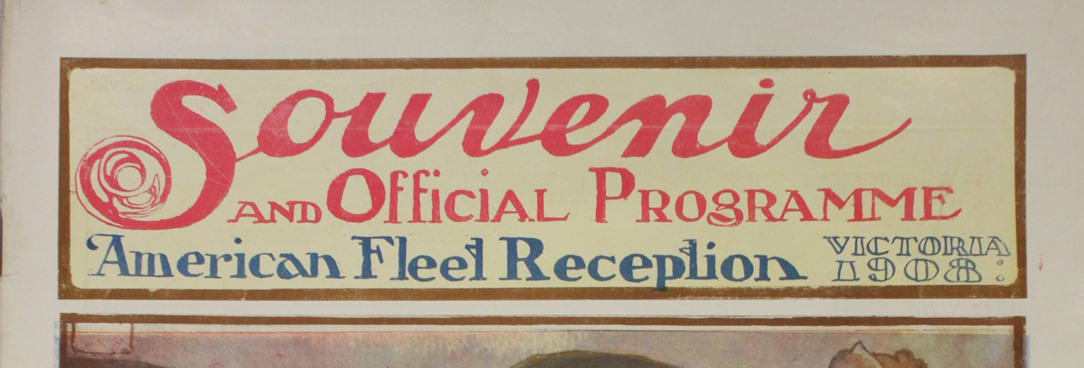 Souvenir
AND OFFICIAL PROGRAMME
American Fleet Reception
VICTORIA
1908: